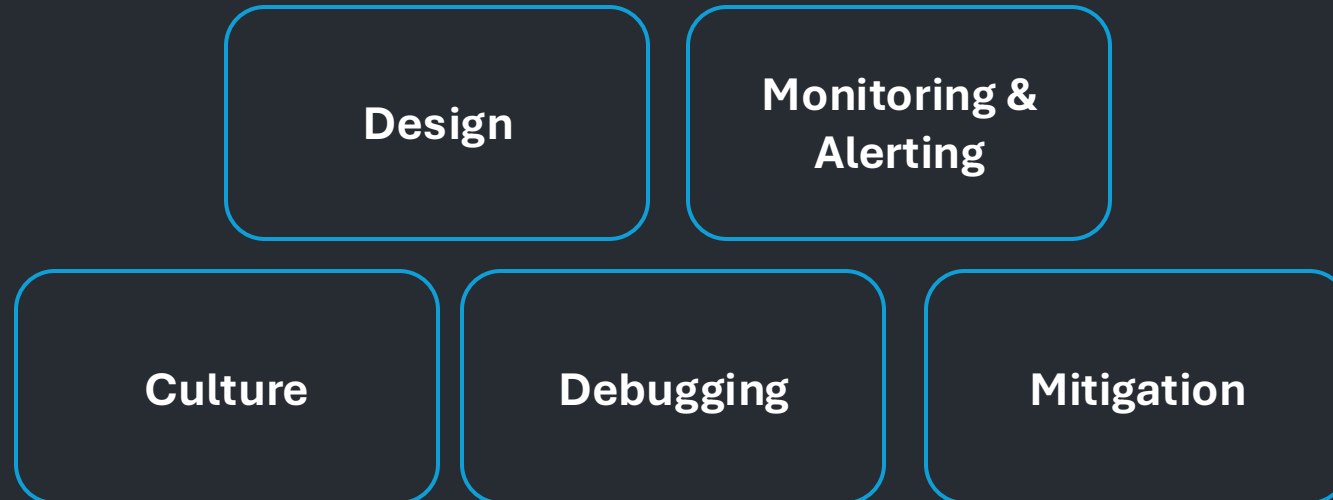 Design
Monitoring &
Alerting
Culture
Debugging
Mitigation